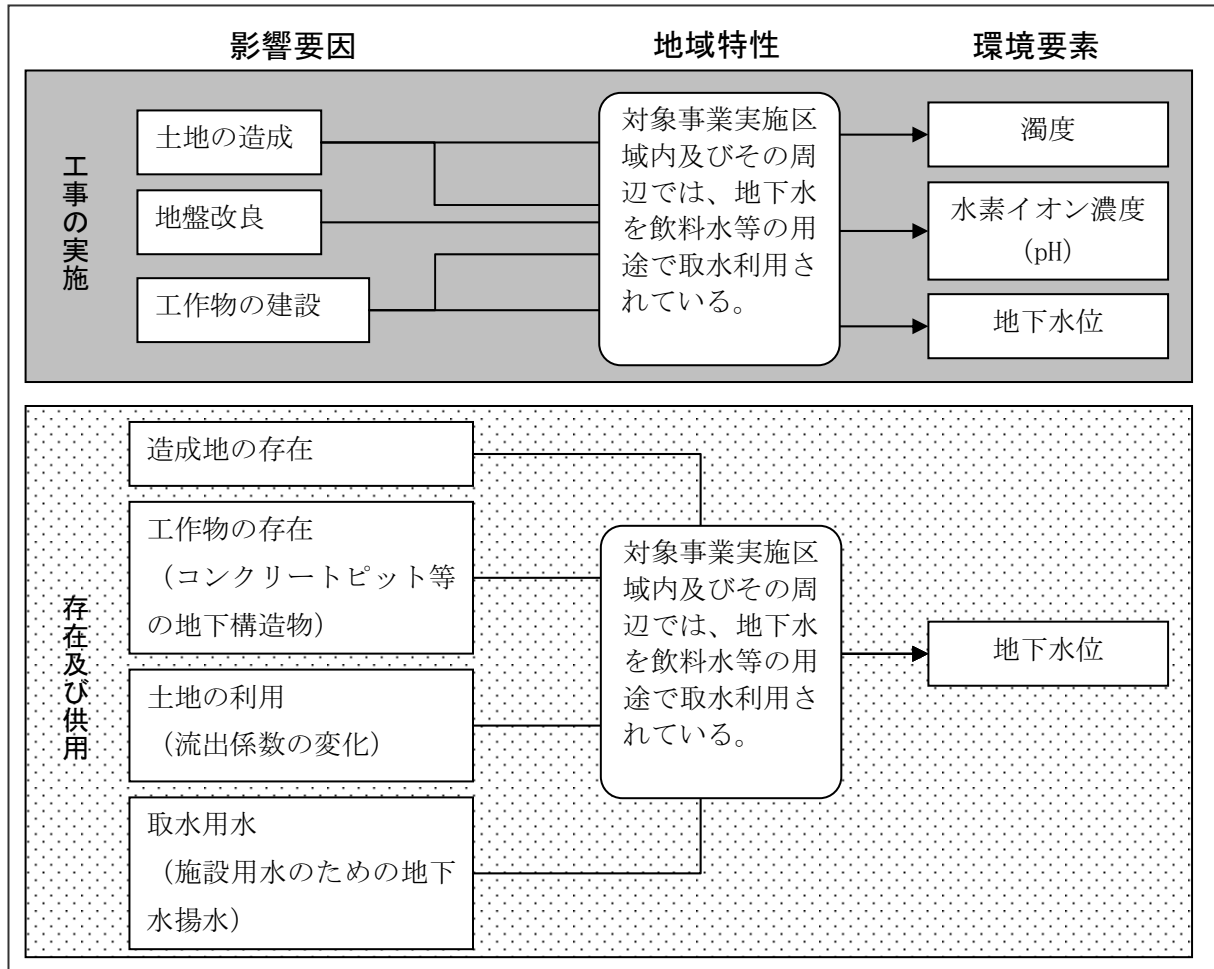 影響要因
地域特性
環境要素
工事の実施
土地の造成
地盤改良
工作物の建設
対象事業実施区
域内及びその周
辺では、地下水
を飲料水等の用
途で取水利用さ
れている。
濁度
水素イオン濃度
(pH)
地下水位
存在及び供用
造成地の存在
工作物の存在
（コンクリートピット等
の地下構造物）
土地の利用
（流出係数の変化）
取水用水
（施設用水のための地下
水揚水）
対象事業実施区
域内及びその周
辺では、地下水
を飲料水等の用
途で取水利用さ
れている。
地下水位